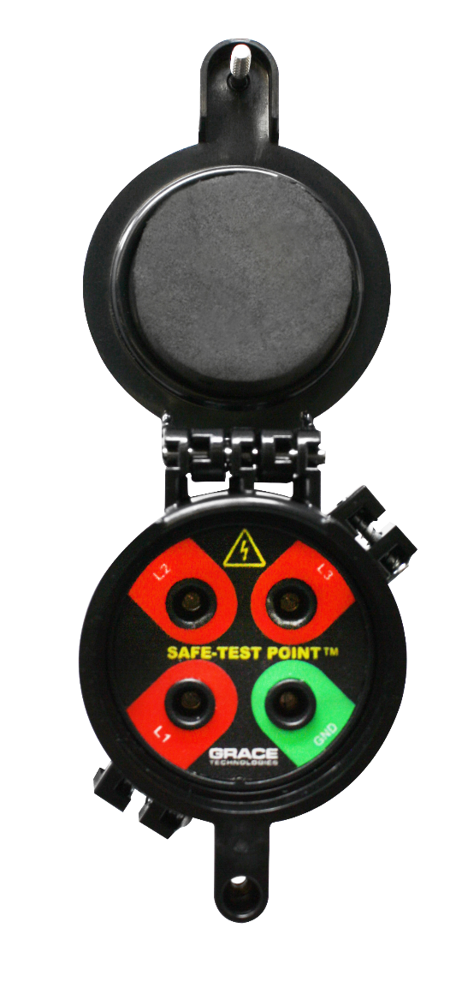 L2
L3
SAFE-TEST POINT™
L1
GND
GRACE
TECHNOLOGIES